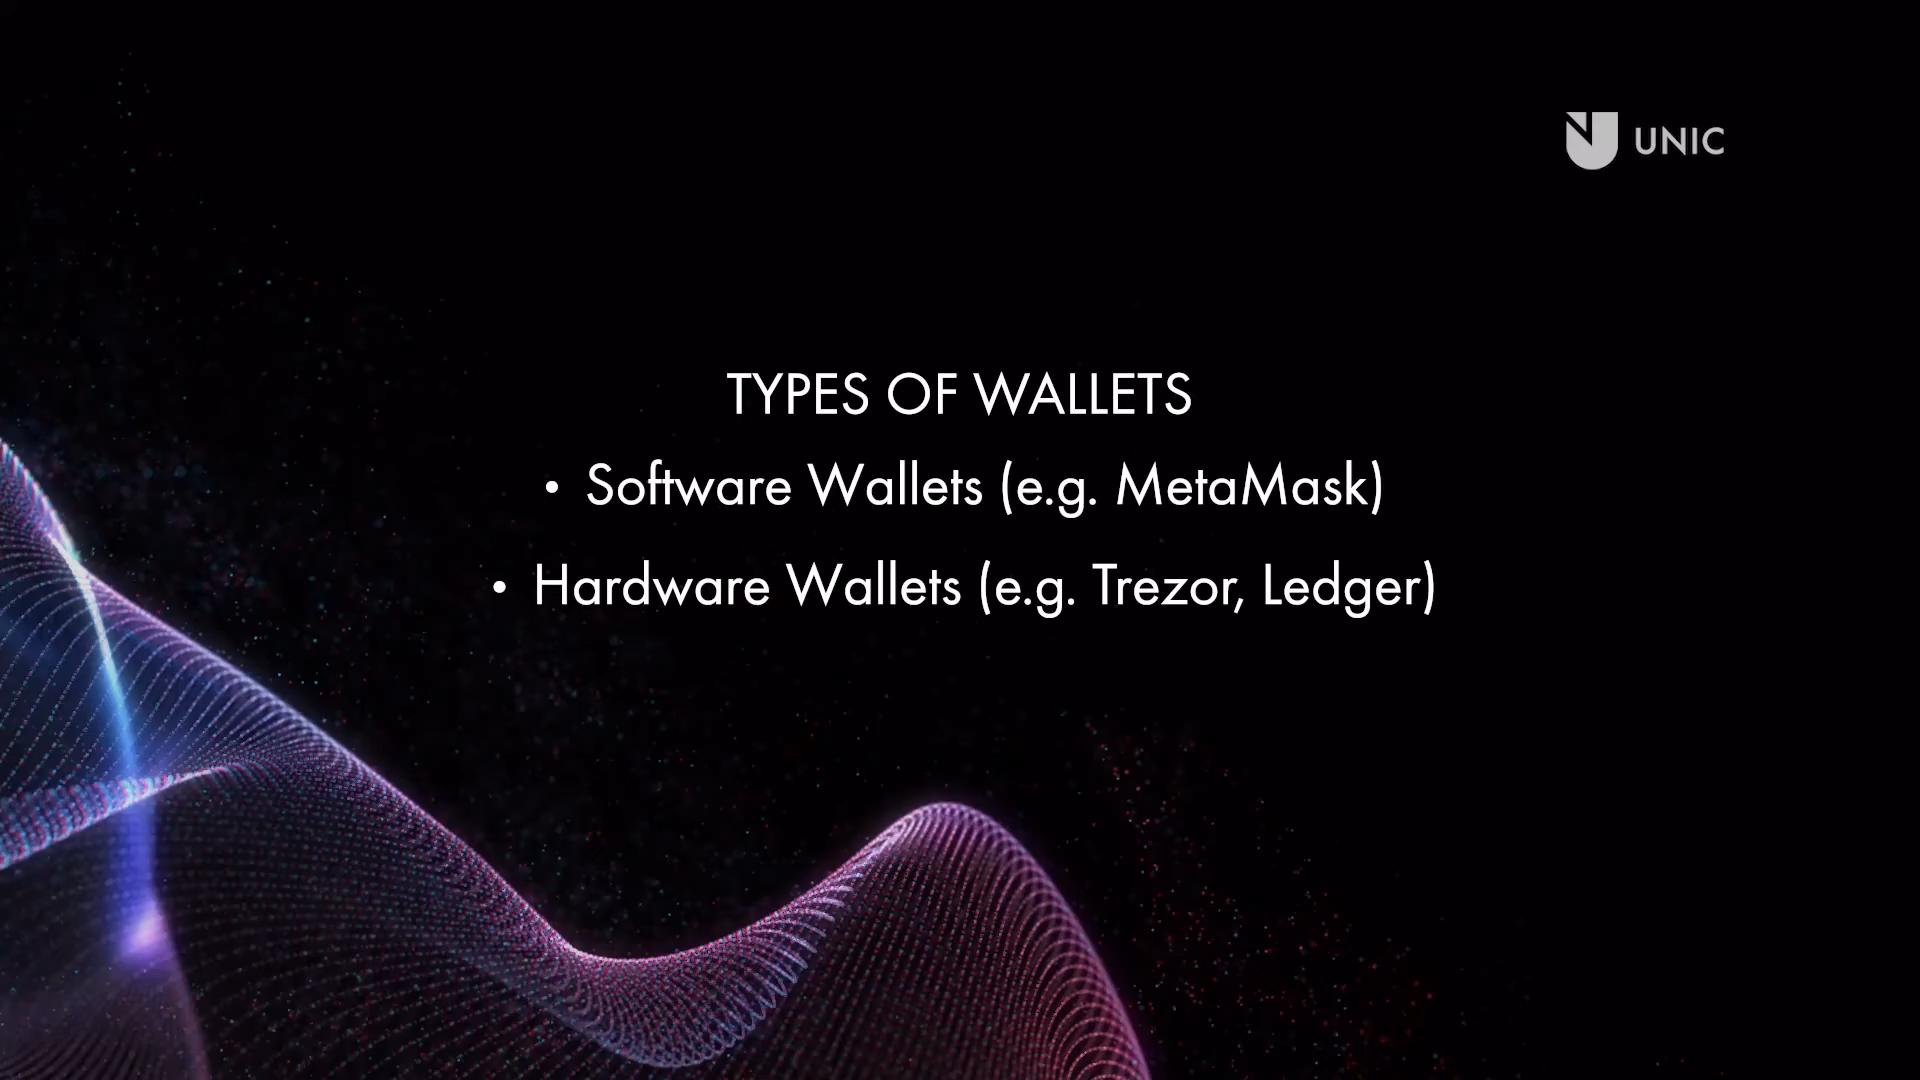 UNIC
TYPES OF WALLETS
• Software Wallets (e.g. MetaMask)
• Hardware Wallets (e.g. Trezor, Ledger)